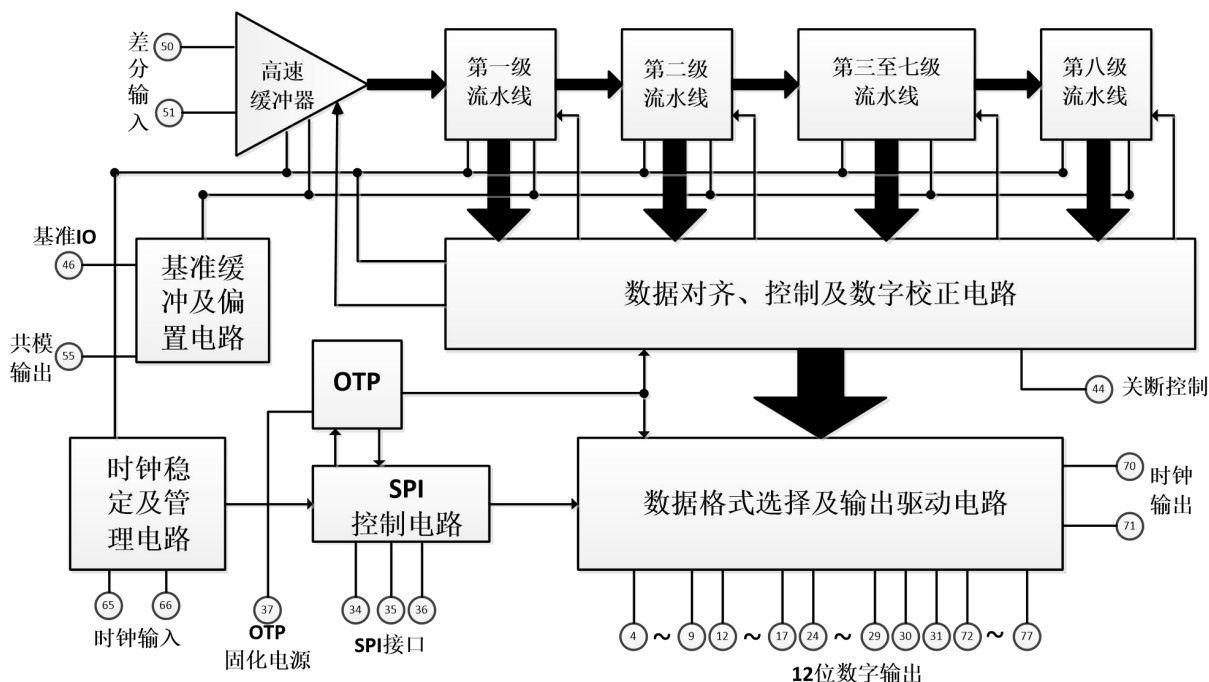 差
分
输
入
50
51
高速
缓冲器
第一级
流水线
第二级
流水线
第三至七级
流水线
第八级
流水线
基准IO
46
共模
输出
55
基准缓
冲及偏
置电路
数据对齐、控制及数字校正电路
44
关断控制
OTP
时钟稳
定及管
理电路
SPI
控制电路
数据格式选择及输出驱动电路
70
71
时钟
输出
65
66
时钟输入
37
OTP
固化电源
34
35
36
SPI接口
4 ~ 9 12 ~ 17 24 ~ 29 30 31 72 ~ 77
12位数字输出